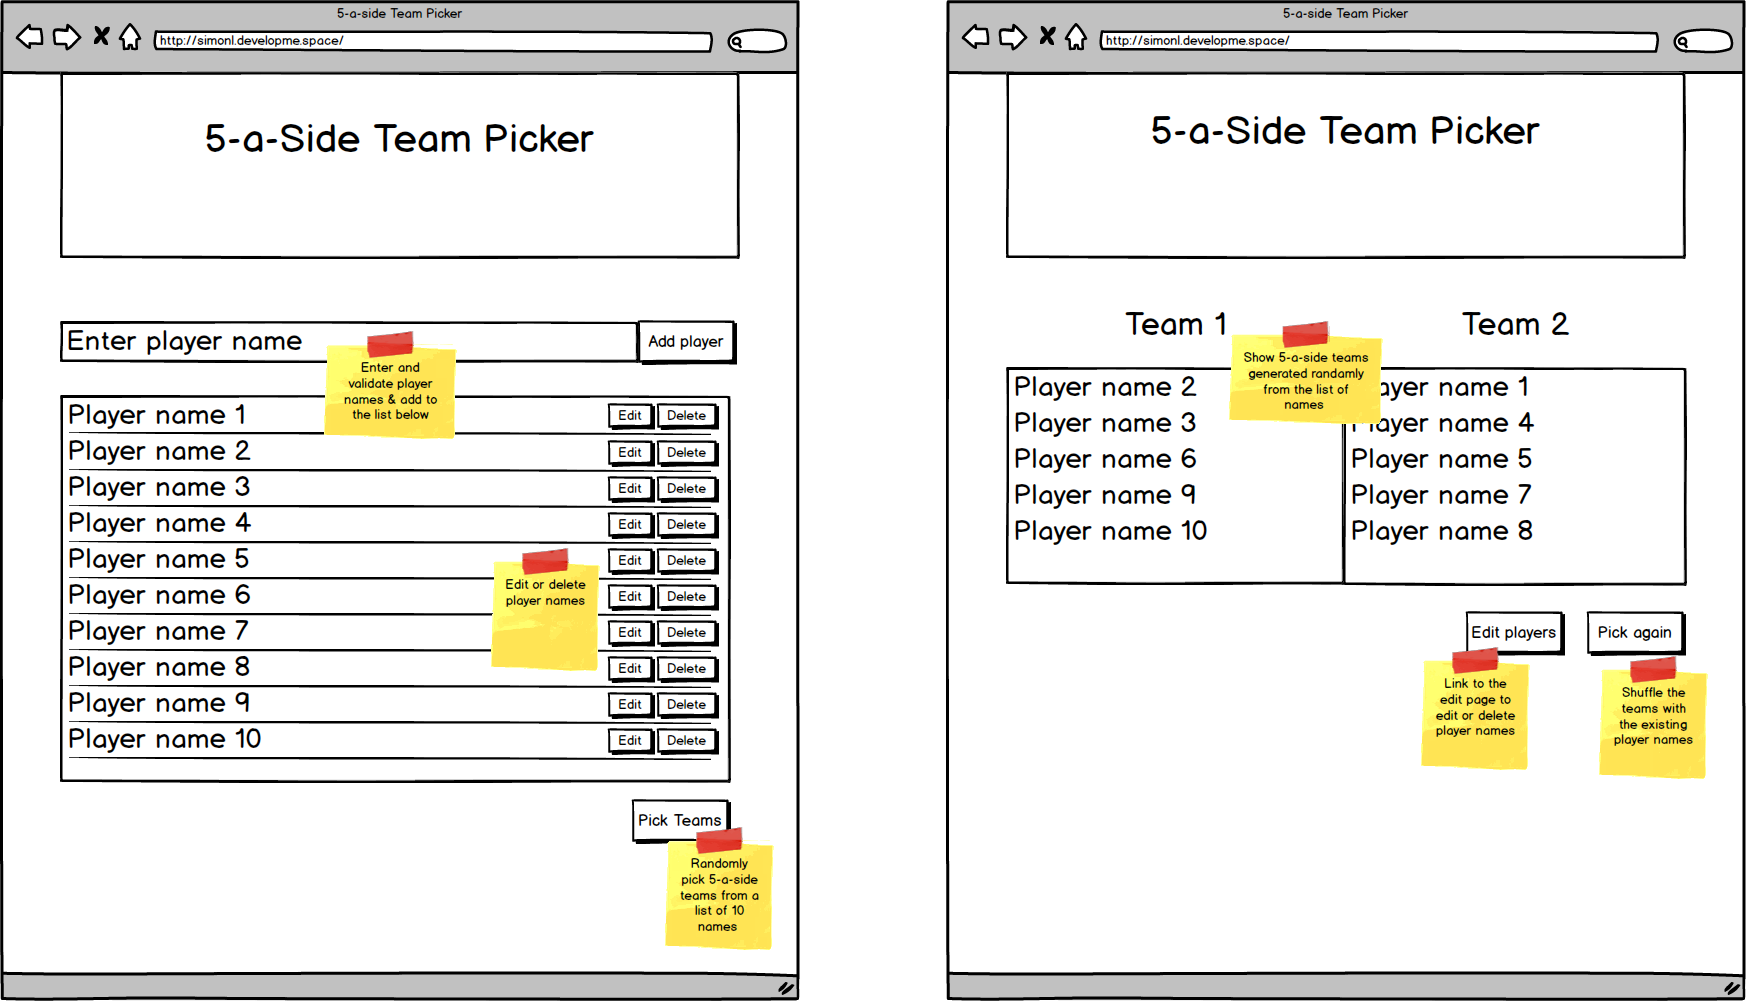 5-a-side Team Picker
http://simonl.developme.space/
5-a-Side Team Picker
Enter player name
Add player
Enter and
validate player
names & add to
the list below
Player name 1 Edit Delete
Player name 2 Edit Delete
Player name 3 Edit Delete
Player name 4 Edit Delete
Player name 5 Edit Delete
Player name 6 Edit Delete
Player name 7 Edit Delete
Player name 8 Edit Delete
Player name 9 Edit Delete
Player name 10 Edit Delete
Edit or delete
player names
Pick Teams
Randomly
pick 5-a-side
teams from a
list of 10
names
5-a-side Team Picker
http://simonl.developme.space/
5-a-Side Team Picker
Team 1
Team 2
Show 5-a-side teams
generated randamly
from the list of
names
Player name 2
Player name 3
Player name 6
Player name 9
Player name 10
ayer name 1
Player name 4
Player name 5
Player name 7
Player name 8
Edit players
Pick again
Link to the
edit page to
edit or delete
player names
Shuffle the
teams with
the existing
player names